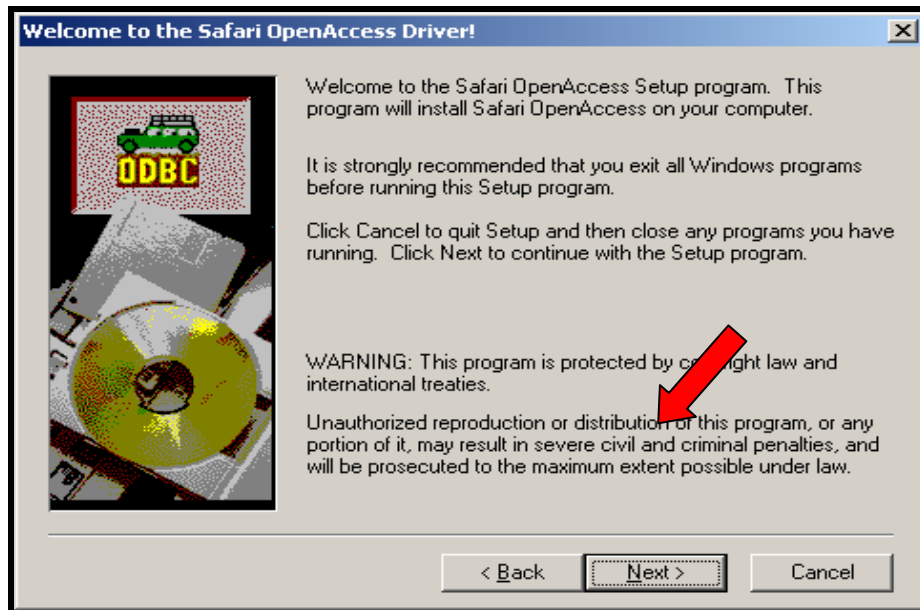 Welcome to the Safari OpenAccess Driver!
ODBC
Welcome to the Safari OpenAccess Setup program.  This
program will install Safari OpenAccess on your computer.
It is strongly recommended that you exit all Windows programs
before running this Setup program.
Click Cancel to quit Setup and then close any programs you have
running.  Click Next to continue with the Setup program.
WARNING: This program is protected by copyright law and
international treaties.
Unauthorized reproduction or distribution of this program, or any
portion of it, may result in severe civil and criminal penalties, and
will be prosecuted to the maximum extent possible under law.
< Back
Next >
Cancel